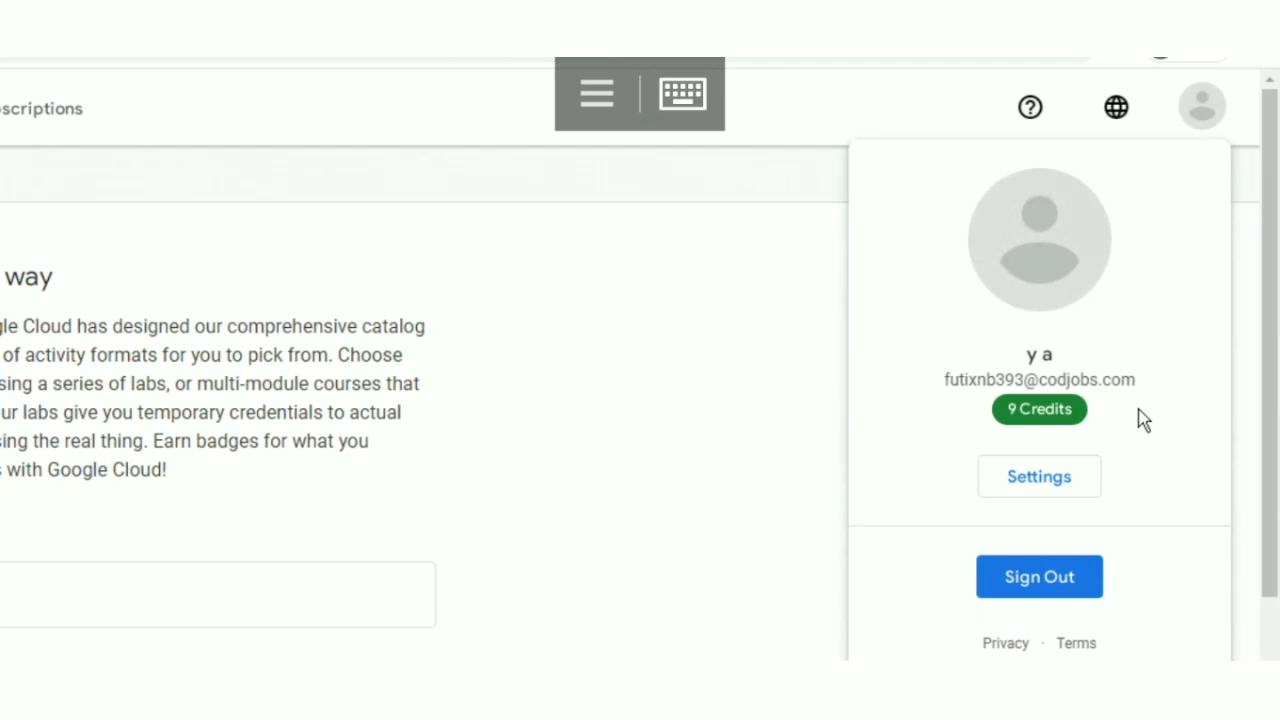 scriptions
way
gle Cloud has designed our comprehensive catalog
of activity formats for you to pick from. Choose
sing a series of labs, or multi-module courses that
ur labs give you temporary credentials to actual
sing the real thing. Earn badges for what you
s with Google Cloud!
y a
futixnb393@codjobs.com
9 Credits
Settings
Sign Out
Privacy · Terms